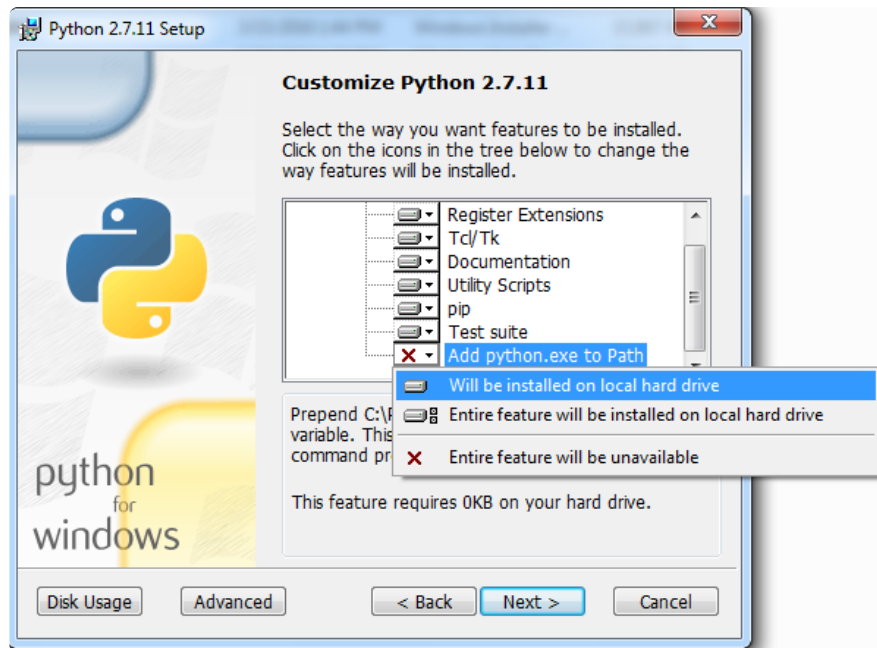 Python 2.7.11 Setup
Customize Python 2.7.11
Select the way you want features to be installed.
Click on the icons in the tree below to change the
way features will be installed.
Register Extensions
Tcl/Tk
Documentation
Utility Scripts
pip
Test suite
Add python.exe to Path
Will be installed on local hard drive
Entire feature will be installed on local hard drive
Entire feature will be unavailable
Prepend C:\
variable. This
command
This feature requires 0KB on your hard drive.
python
for
windows
Disk Usage
Advanced
< Back
Next >
Cancel